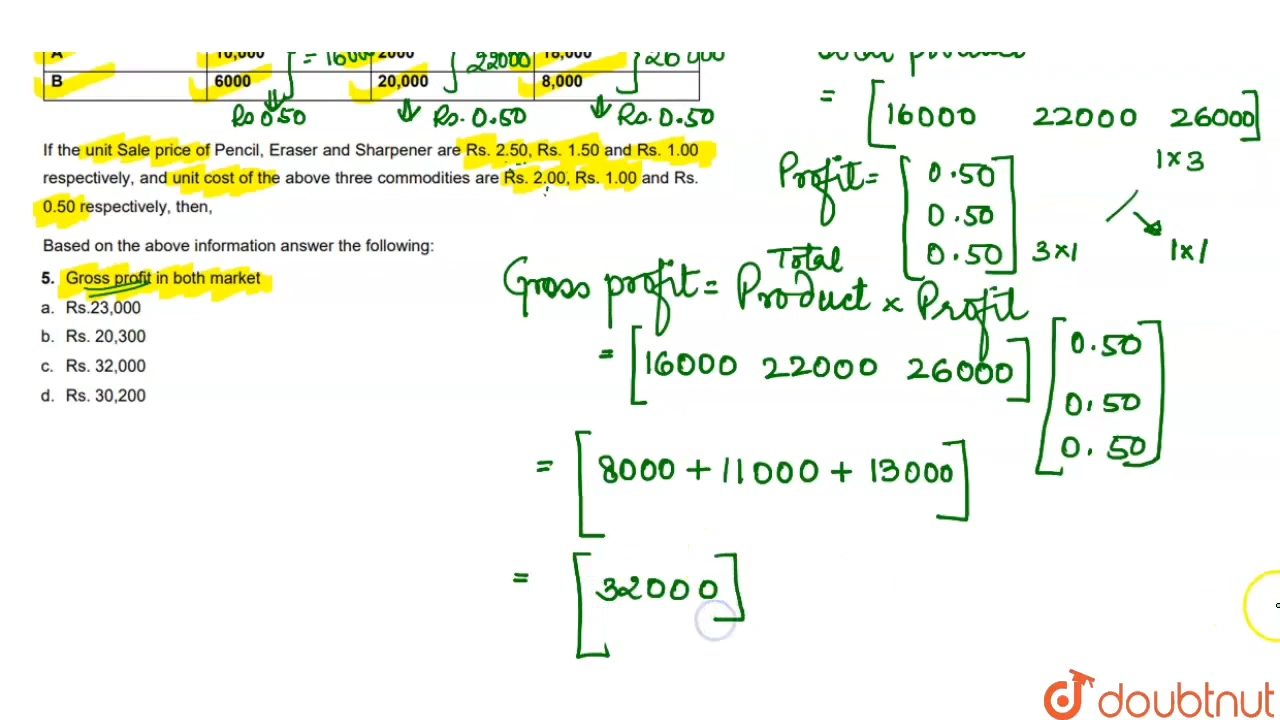 A 10,000 = 16000 2000 22000 18,000 26000
B 6000 20,000 8,000
Rs 0.50 Rs. 0.50 Rs. 0.50
If the unit Sale price of Pencil, Eraser and Sharpener are Rs. 2.50, Rs. 1.50 and Rs. 1.00
respectively, and unit cost of the above three commodities are Rs. 2.00, Rs. 1.00 and Rs.
0.50 respectively, then,
Based on the above information answer the following:
5. Gross profit in both market
a. Rs.23,000
b. Rs. 20,300
c. Rs. 32,000
d. Rs. 30,200
= [16000 22000 26000]
1×3
Profit = [0.50
0.50
0.50] 3×1 1×1
Total
Gross profit = Product × Profit
= [16000 22000 26000] [0.50
0.50
0.50]
= [8000 + 11000 + 13000]
= [32000]
doubtnut